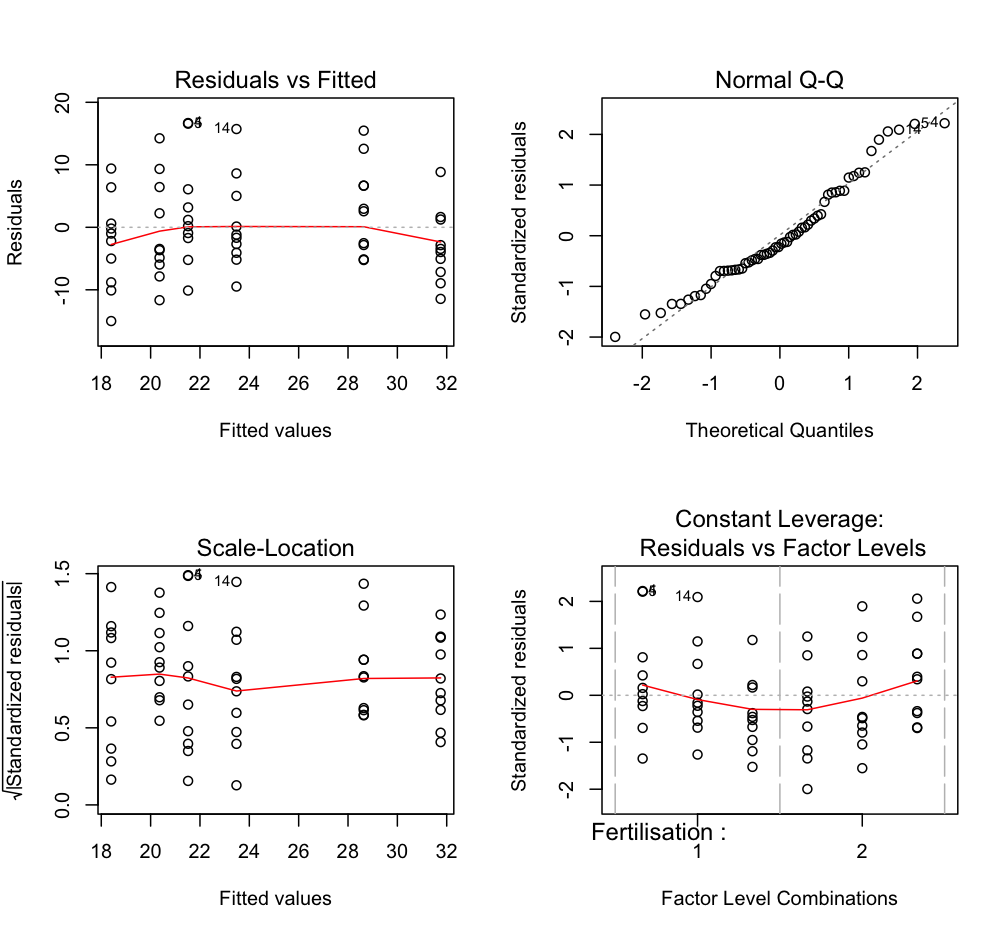 Residuals vs Fitted
Residuals
20
10
0
-10
14
18 20 22 24 26 28 30 32
Fitted values
Normal Q-Q
Standardized residuals
2
1
0
-1
-2
14
54
-2 -1 0 1 2
Theoretical Quantiles
Scale-Location
√|Standardized residuals|
1.5
1.0
0.5
0.0
14
18 20 22 24 26 28 30 32
Fitted values
Constant Leverage:
Residuals vs Factor Levels
Standardized residuals
2
1
0
-1
-2
14
Fertilisation :
1 2
Factor Level Combinations